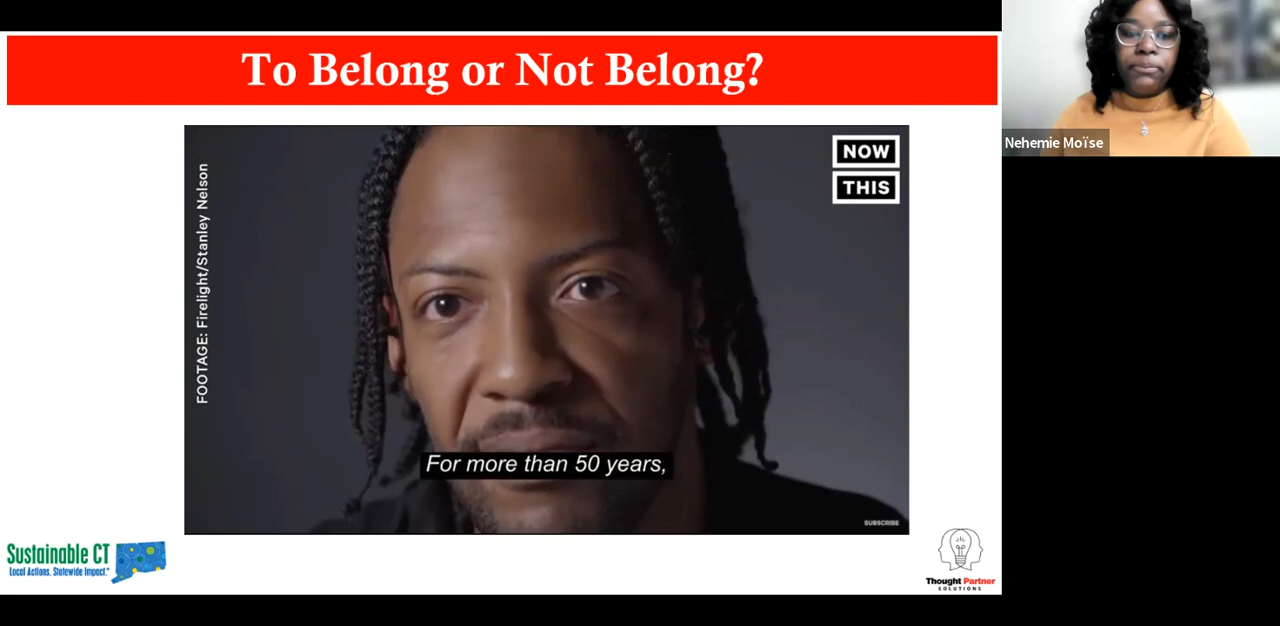 To Belong or Not Belong?
Nehemie Moïse
NOW
THIS
FOOTAGE: Firelight/Stanley Nelson
For more than 50 years,
SUBSCRIBE
Sustainable CT
Local Actions. Statewide Impact.
Thought Partner
SOLUTIONS